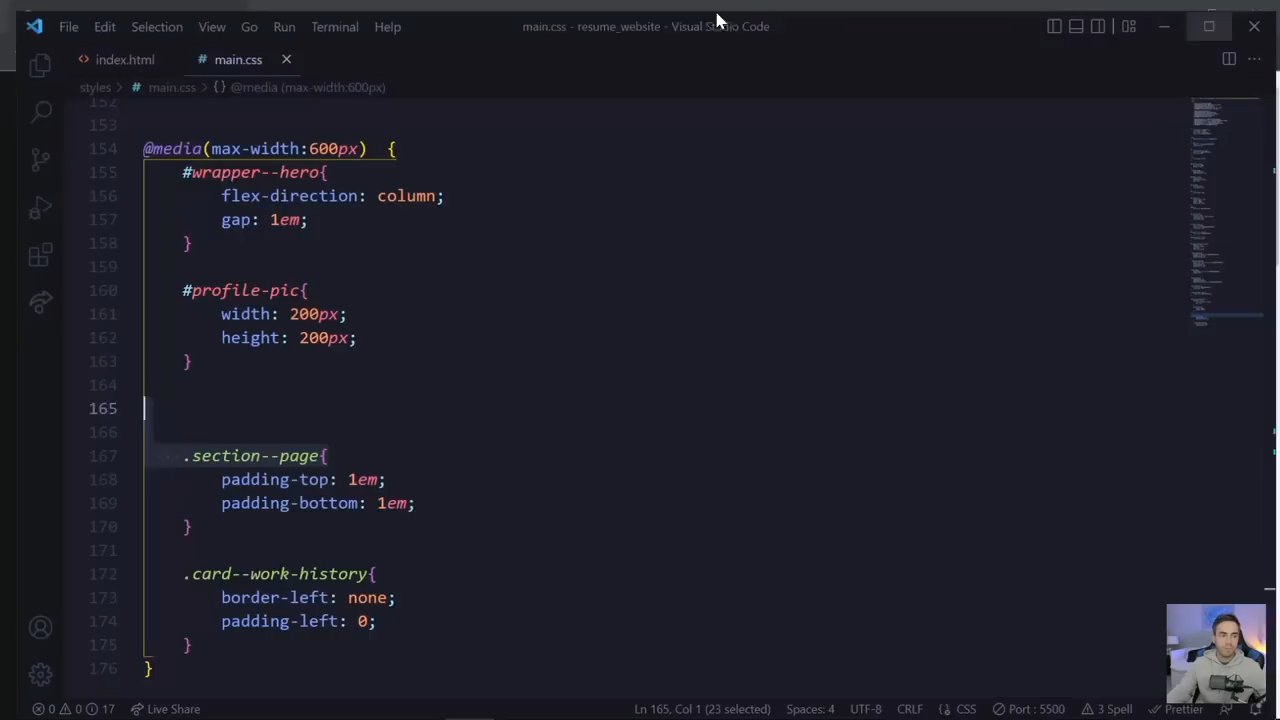 File Edit Selection View Go Run Terminal Help main.css - resume_website - Visual Studio Code
<> index.html # main.css
styles > # main.css > {} @media (max-width:600px)
152
153
154 @media(max-width:600px) {
155 #wrapper--hero{
156 flex-direction: column;
157 gap: 1em;
158 }
159
160 #profile-pic{
161 width: 200px;
162 height: 200px;
163 }
164
165
166
167 .section--page{
168 padding-top: 1em;
169 padding-bottom: 1em;
170 }
171
172 .card--work-history{
173 border-left: none;
174 padding-left: 0;
175 }
176 }
0 0 17 Live Share Ln 165, Col 1 (23 selected) Spaces: 4 UTF-8 CRLF {} CSS Port : 5500 3 Spell Prettier